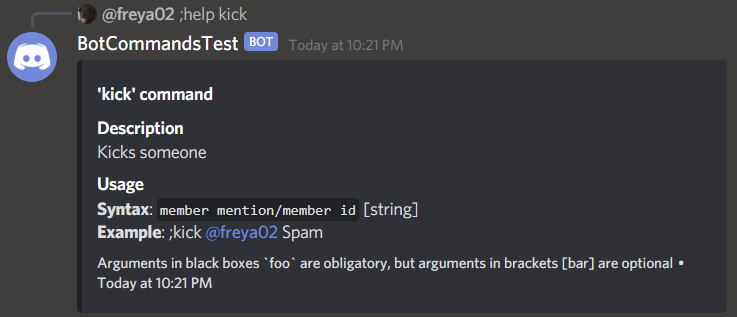 @freya02 ;help kick
BotCommandsTest BOT Today at 10:21 PM
'kick' command
Description
Kicks someone
Usage
Syntax: member mention/member id [string]
Example: ;kick @freya02 Spam
Arguments in black boxes `foo` are obligatory, but arguments in brackets [bar] are optional •
Today at 10:21 PM